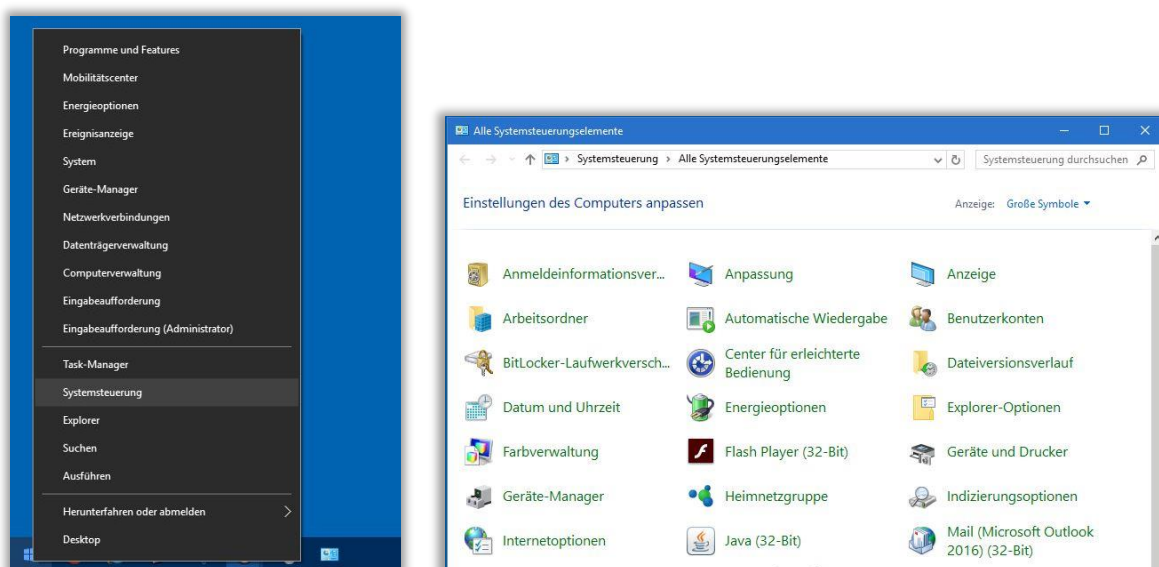 Programme und Features
Mobilitätscenter
Energieoptionen
Ereignisanzeige
System
Geräte-Manager
Netzwerkverbindungen
Datenträgerverwaltung
Computerverwaltung
Eingabeaufforderung
Eingabeaufforderung (Administrator)
Task-Manager
Systemsteuerung
Explorer
Suchen
Ausführen
Herunterfahren oder abmelden
Desktop
Alle Systemsteuerungselemente
Systemsteuerung > Alle Systemsteuerungselemente
Systemsteuerung durchsuchen
Einstellungen des Computers anpassen
Anzeige: Große Symbole
Anmeldeinformationsver...
Anpassung
Anzeige
Arbeitsordner
Automatische Wiedergabe
Benutzerkonten
BitLocker-Laufwerkversch...
Center für erleichterte
Bedienung
Dateiversionsverlauf
Datum und Uhrzeit
Energieoptionen
Explorer-Optionen
Farbverwaltung
Flash Player (32-Bit)
Geräte und Drucker
Geräte-Manager
Heimnetzgruppe
Indizierungsoptionen
Internetoptionen
Java (32-Bit)
Mail (Microsoft Outlook
2016) (32-Bit)